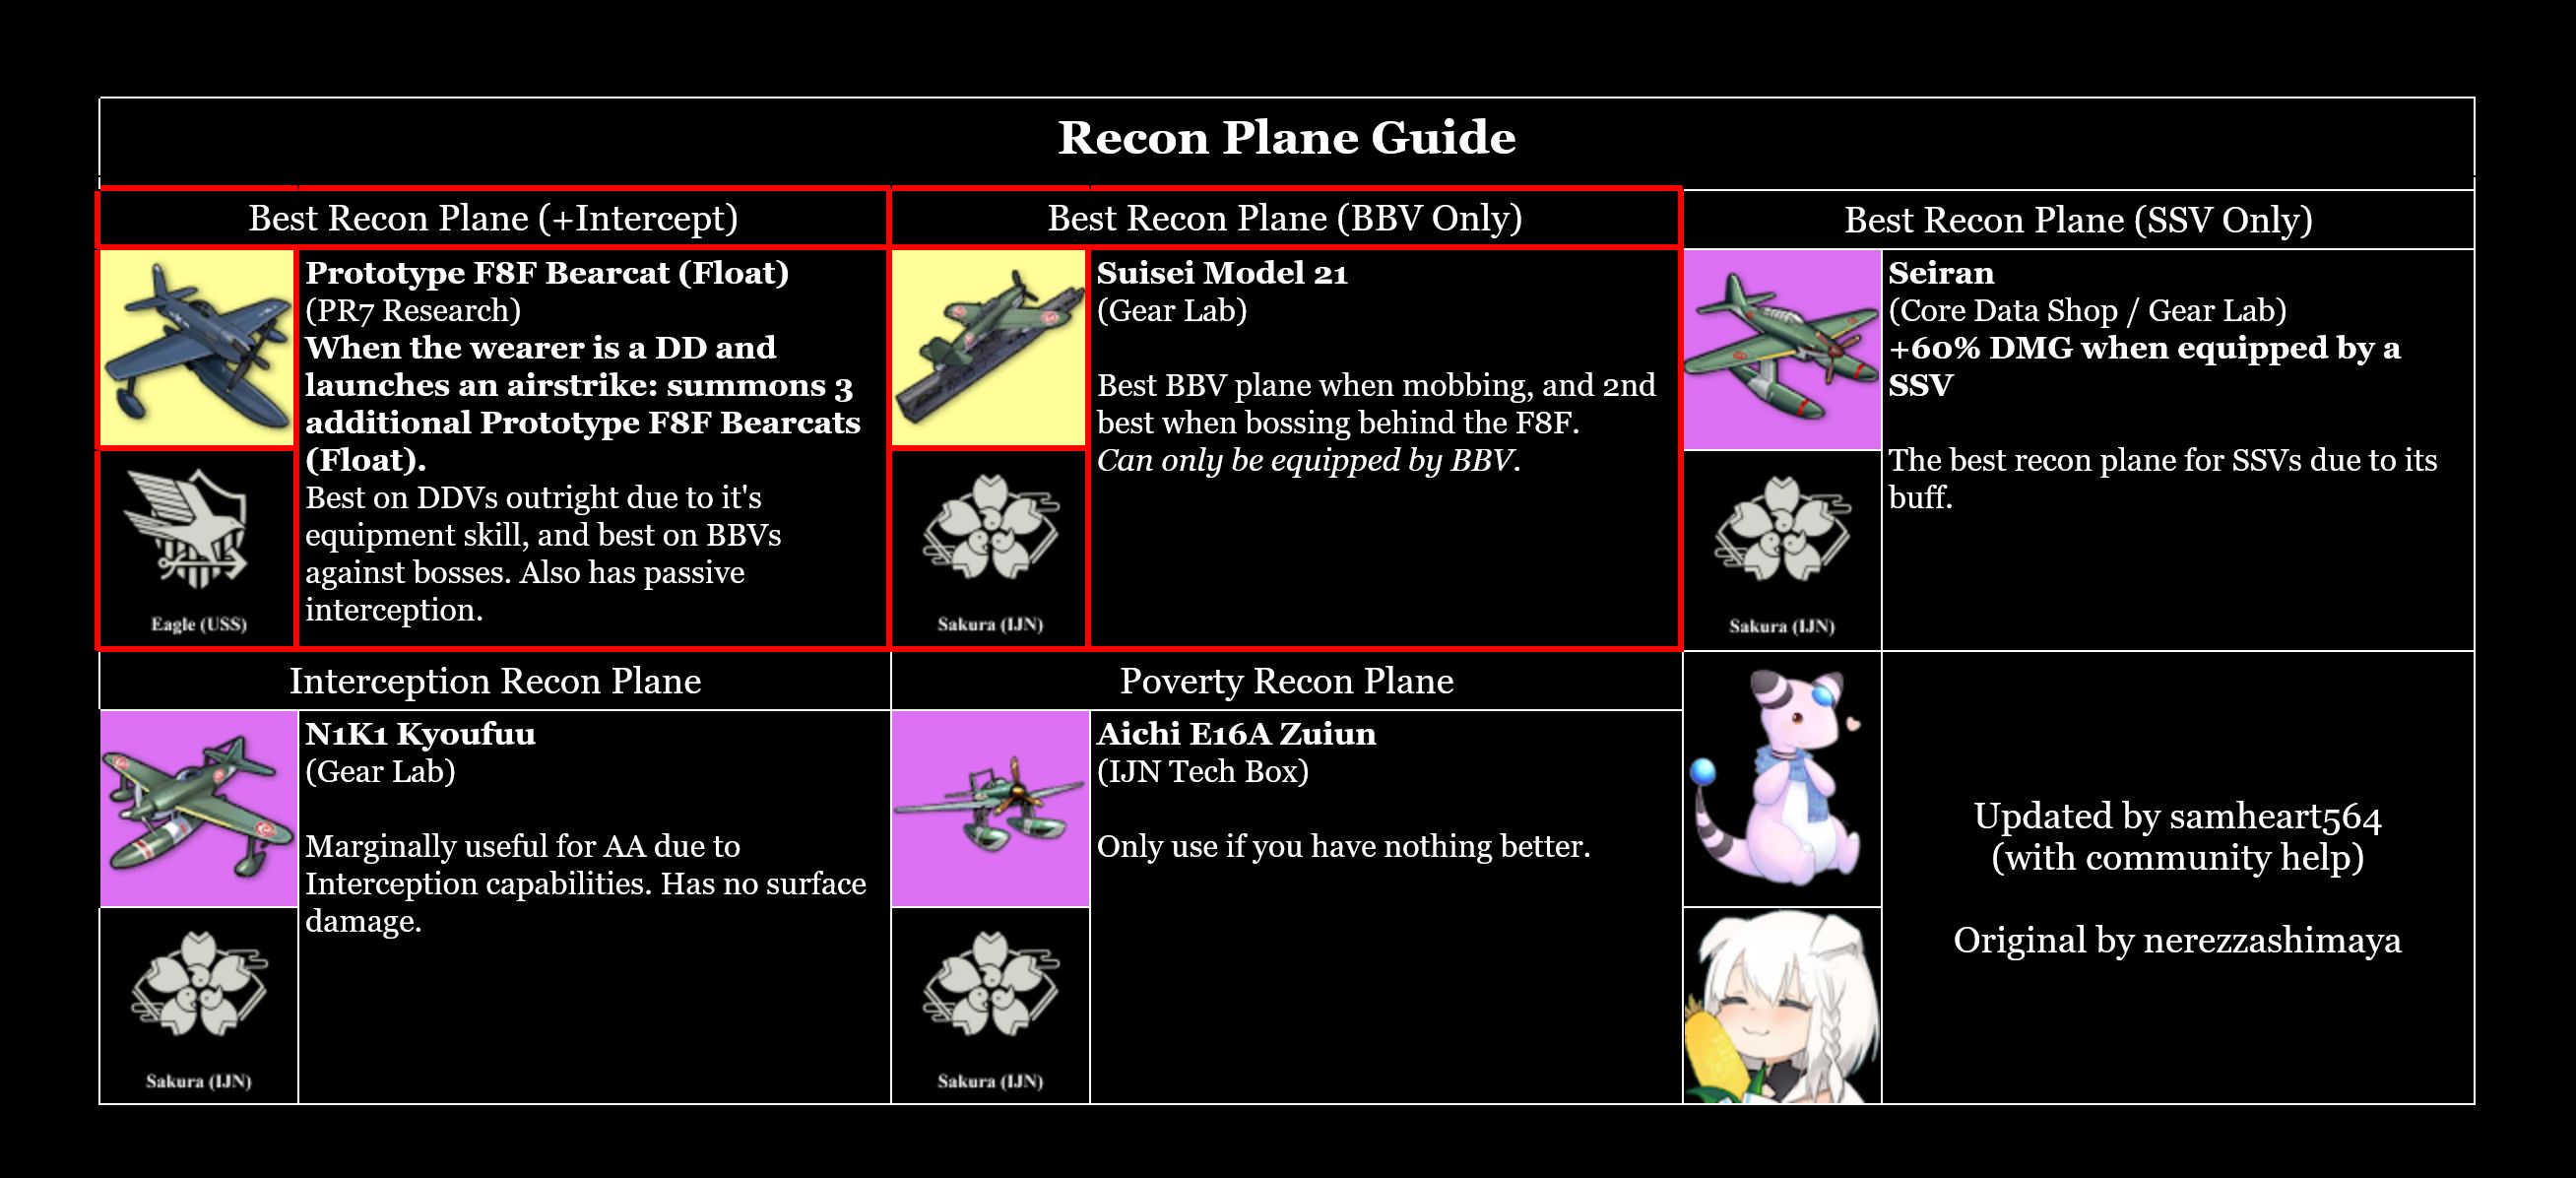 Recon Plane Guide
Best Recon Plane (+Intercept)
Prototype F8F Bearcat (Float)
(PR7 Research)
When the wearer is a DD and
launches an airstrike: summons 3
additional Prototype F8F Bearcats
(Float).
Best on DDVs outright due to it's
equipment skill, and best on BBVs
against bosses. Also has passive
interception.
Eagle (USS)
Best Recon Plane (BBV Only)
Suisei Model 21
(Gear Lab)
Best BBV plane when mobbing, and 2nd
best when bossing behind the F8F.
Can only be equipped by BBV.
Sakura (IJN)
Best Recon Plane (SSV Only)
Seiran
(Core Data Shop / Gear Lab)
+60% DMG when equipped by a
SSV
The best recon plane for SSVs due to its
buff.
Sakura (IJN)
Interception Recon Plane
N1K1 Kyoufuu
(Gear Lab)
Marginally useful for AA due to
Interception capabilities. Has no surface
damage.
Sakura (IJN)
Poverty Recon Plane
Aichi E16A Zuiun
(IJN Tech Box)
Only use if you have nothing better.
Sakura (IJN)
Updated by samheart564
(with community help)
Original by nerezzashimaya